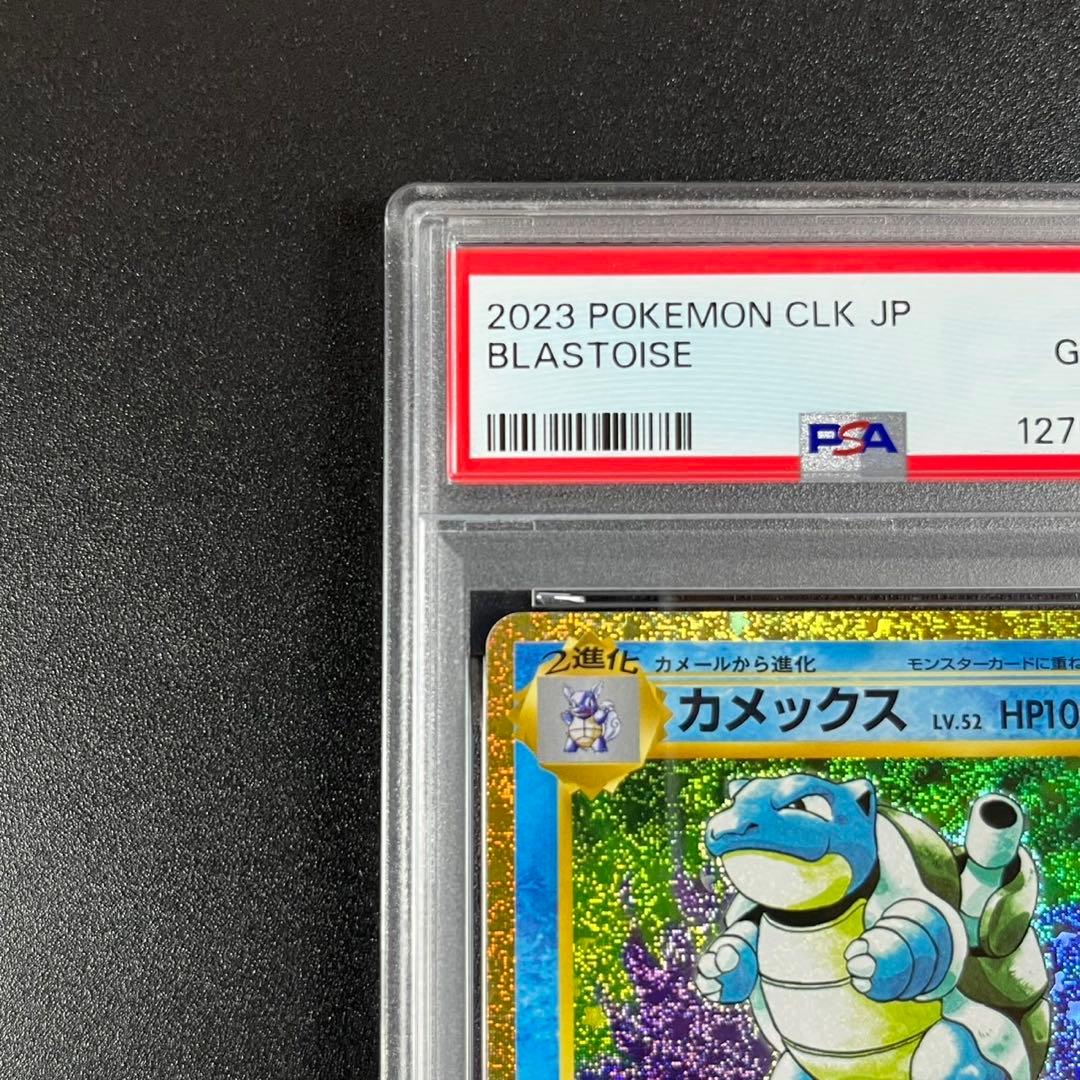 2023 POKEMON CLK JP
BLASTOISE
G
PSA
127
2進化 カメールから進化 モンスターカードに重ね
カメックス LV.52 HP10